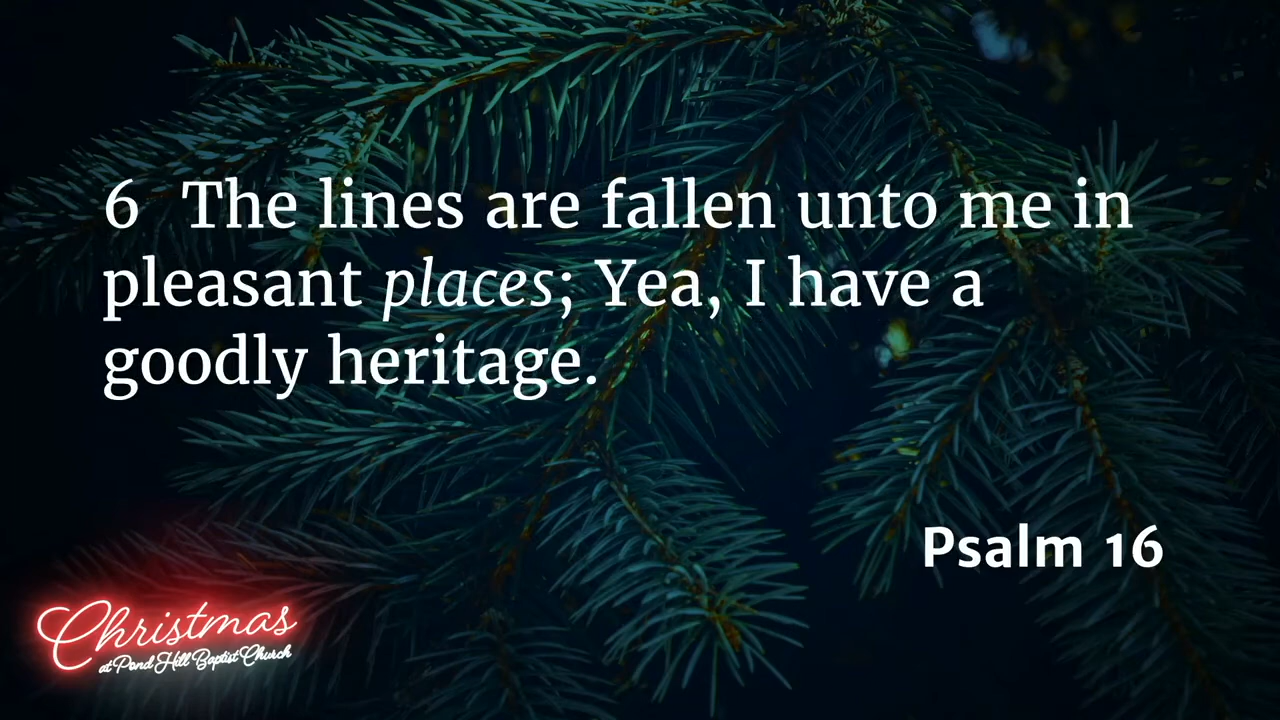 6 The lines are fallen unto me in
pleasant places; Yea, I have a
goodly heritage.
Psalm 16
Christmas
at Pond Hill Baptist Church